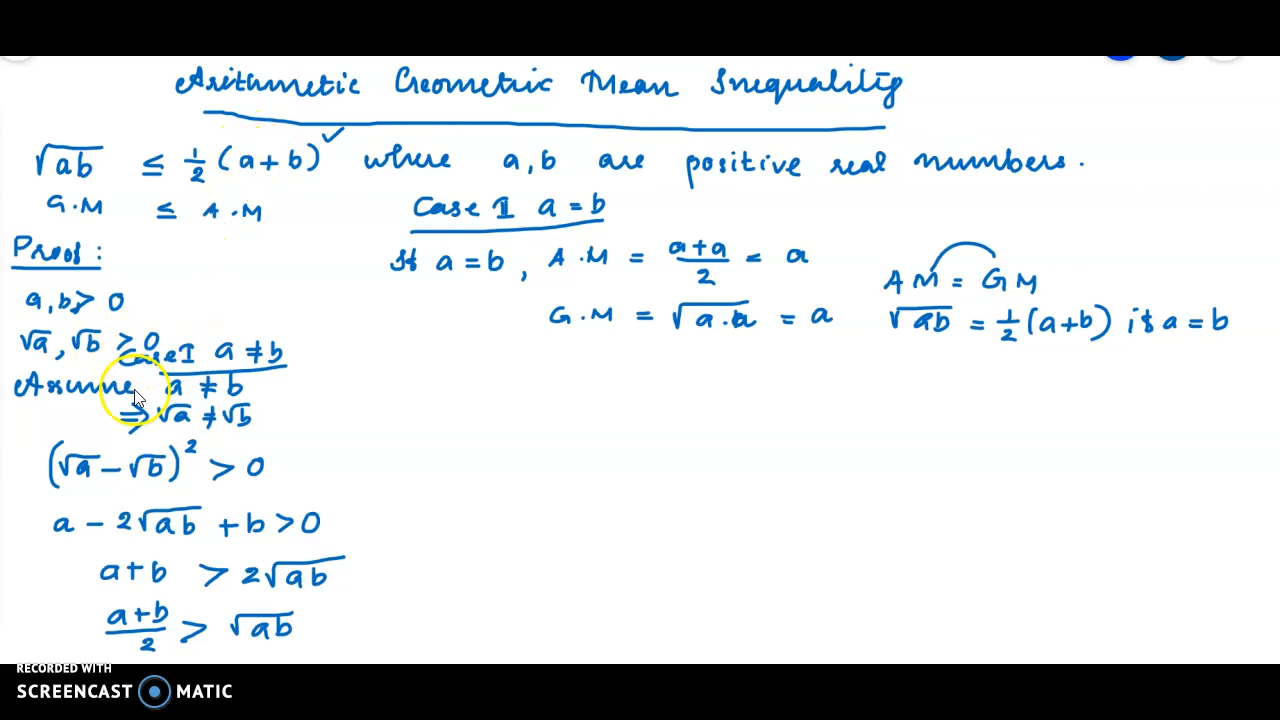 Arithmetic Geometric Mean Inequality
√ab ≤ 1/2 (a + b) ✓ where a, b are positive real numbers.
G.M ≤ A.M
Proof :
a, b > 0
√a, √b > 0
Case I a ≠ b
Assume a ≠ b
⇒ √a ≠ √b
(√a − √b)² > 0
a − 2√ab + b > 0
a + b > 2√ab
(a + b)/2 > √ab
Case II a = b
If a = b, A.M = (a + a)/2 = a
G.M = √a.a = a
AM = GM
√ab = 1/2 (a + b) if a = b
RECORDED WITH
SCREENCAST MATIC